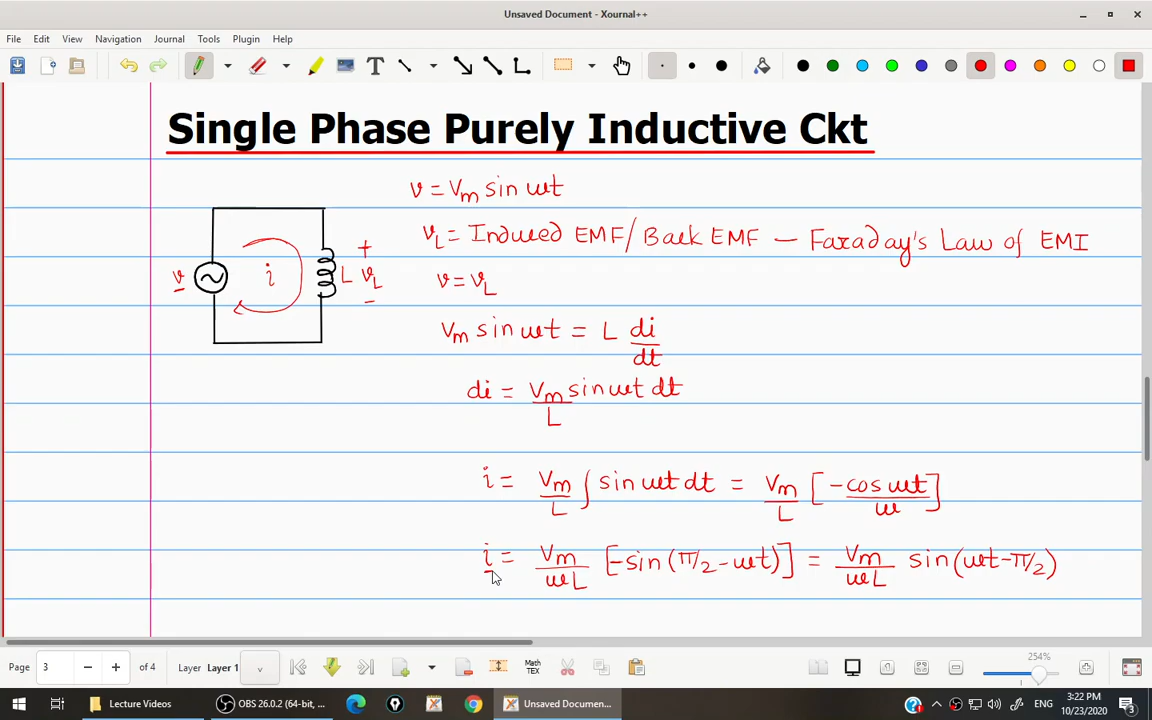 Unsaved Document - Xournal++
File Edit View Navigation Journal Tools Plugin Help
Single Phase Purely Inductive Ckt
v = Vm sin ωt
vL = Induced EMF/Back EMF — Faraday's Law of EMI
v = vL
v i L + vL -
Vm sin ωt = L di/dt
di = Vm/L sin ωt dt
i = Vm/L ∫ sin ωt dt = Vm/L [-cos ωt/ω]
i = Vm/ωL [-sin (π/2 - ωt)] = Vm/ωL sin(ωt-π/2)
Page 3 of 4 Layer Layer 1 Math TEX 254%
Lecture Videos OBS 26.0.2 (64-bit, ... Unsaved Documen... ENG 3:22 PM
10/23/2020 3